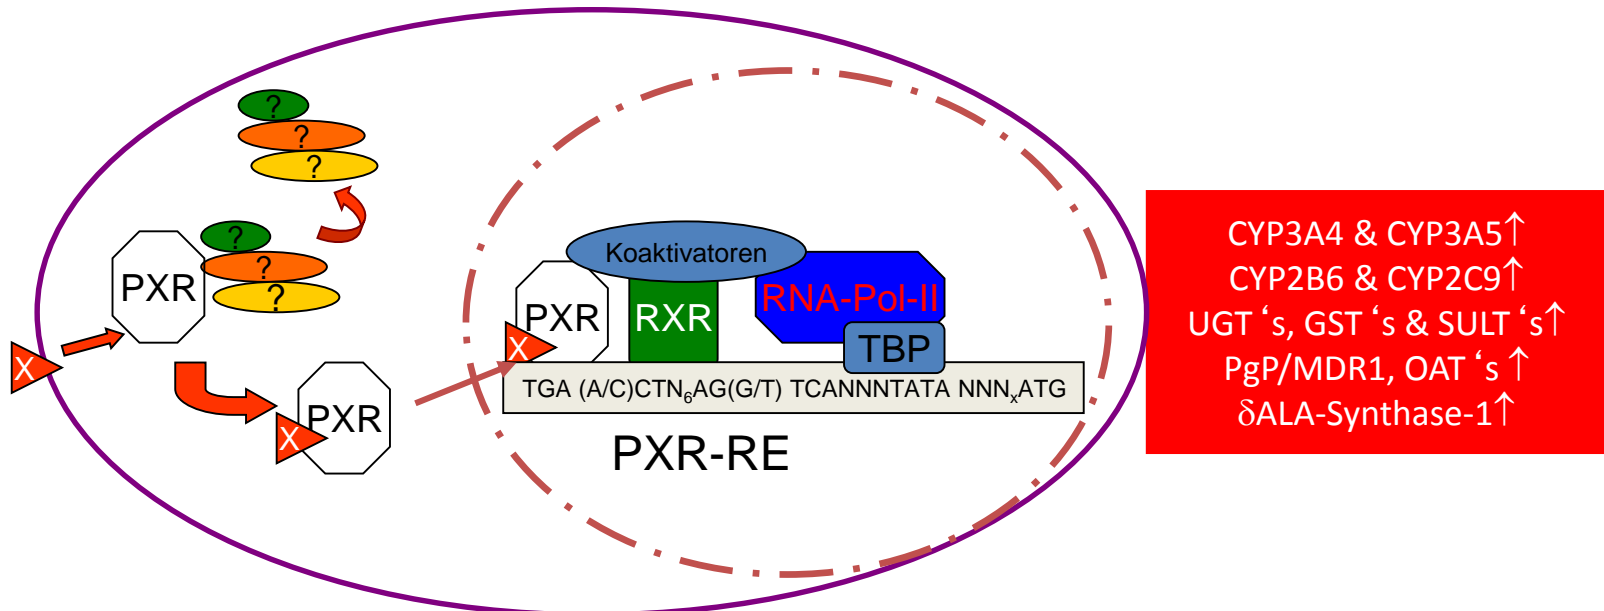 ?
?
?
?
?
?
PXR
X
X
PXR
Koaktivatoren
PXR
X
RXR
RNA-Pol-II
TBP
TGA (A/C)CTN₆AG(G/T) TCANNNTATA NNNₓATG
PXR-RE
CYP3A4 & CYP3A5↑
CYP2B6 & CYP2C9↑
UGT ‘s, GST ‘s & SULT ‘s↑
PgP/MDR1, OAT ‘s ↑
δALA-Synthase-1↑